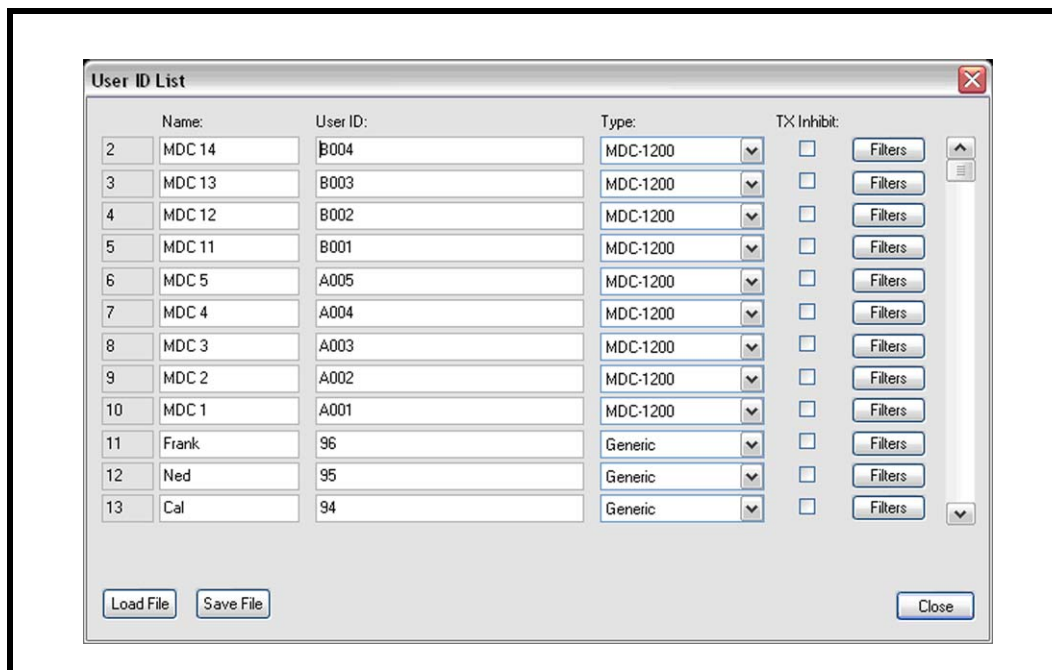 User ID List
Name: User ID: Type: TX Inhibit:
2 MDC 14 B004 MDC-1200 Filters
3 MDC 13 B003 MDC-1200 Filters
4 MDC 12 B002 MDC-1200 Filters
5 MDC 11 B001 MDC-1200 Filters
6 MDC 5 A005 MDC-1200 Filters
7 MDC 4 A004 MDC-1200 Filters
8 MDC 3 A003 MDC-1200 Filters
9 MDC 2 A002 MDC-1200 Filters
10 MDC 1 A001 MDC-1200 Filters
11 Frank 96 Generic Filters
12 Ned 95 Generic Filters
13 Cal 94 Generic Filters
Load File Save File Close